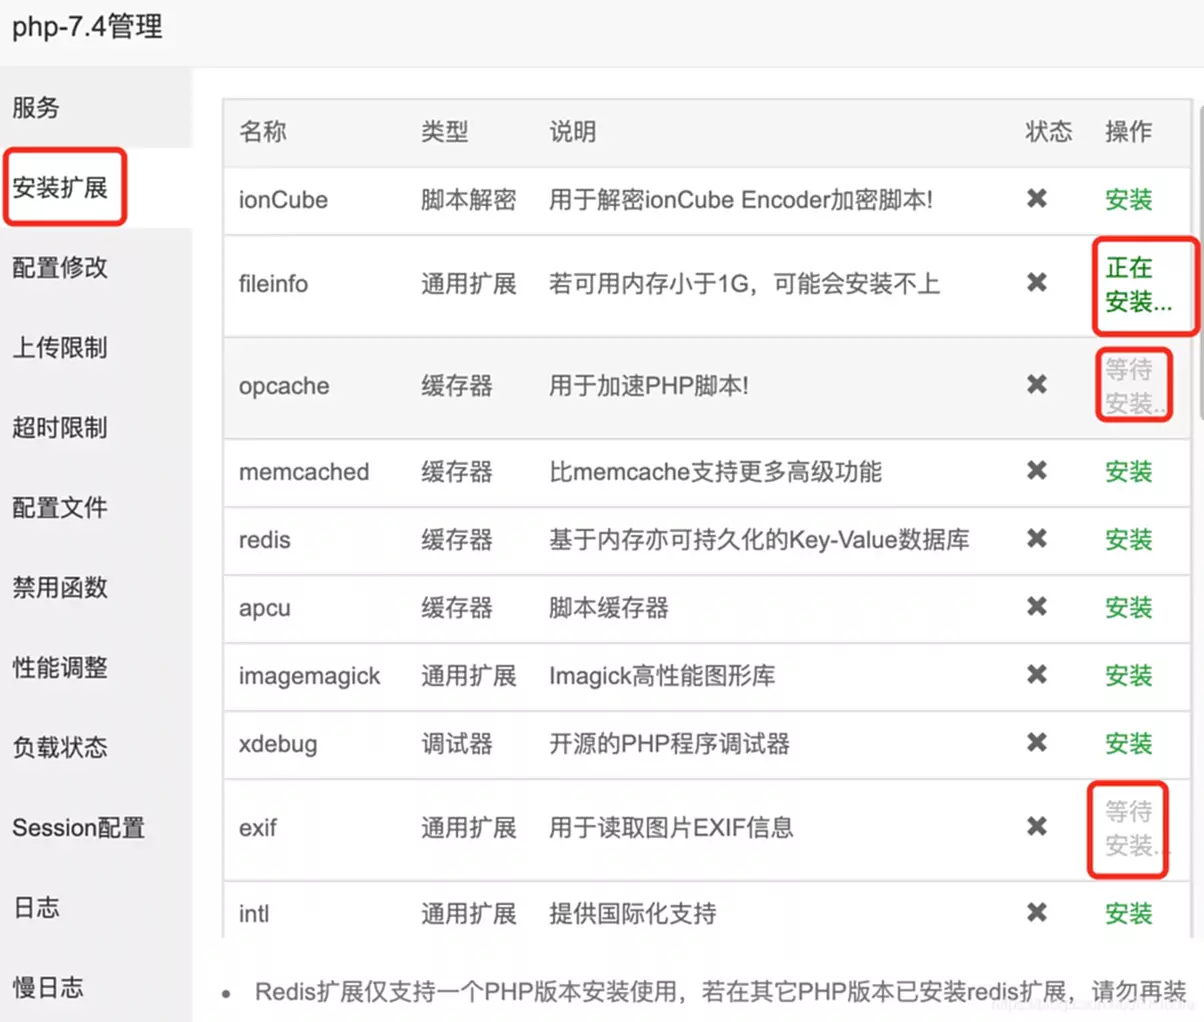 php-7.4管理
服务
安装扩展
配置修改
上传限制
超时限制
配置文件
禁用函数
性能调整
负载状态
Session配置
日志
慢日志
名称 类型 说明 状态 操作
ionCube 脚本解密 用于解密ionCube Encoder加密脚本! ✖ 安装
fileinfo 通用扩展 若可用内存小于1G，可能会安装不上 ✖ 正在
安装...
opcache 缓存器 用于加速PHP脚本! ✖ 等待
安装..
memcached 缓存器 比memcache支持更多高级功能 ✖ 安装
redis 缓存器 基于内存亦可持久化的Key-Value数据库 ✖ 安装
apcu 缓存器 脚本缓存器 ✖ 安装
imagemagick 通用扩展 Imagick高性能图形库 ✖ 安装
xdebug 调试器 开源的PHP程序调试器 ✖ 安装
exif 通用扩展 用于读取图片EXIF信息 ✖ 等待
安装..
intl 通用扩展 提供国际化支持 ✖ 安装
• Redis扩展仅支持一个PHP版本安装使用，若在其它PHP版本已安装redis扩展，请勿再装